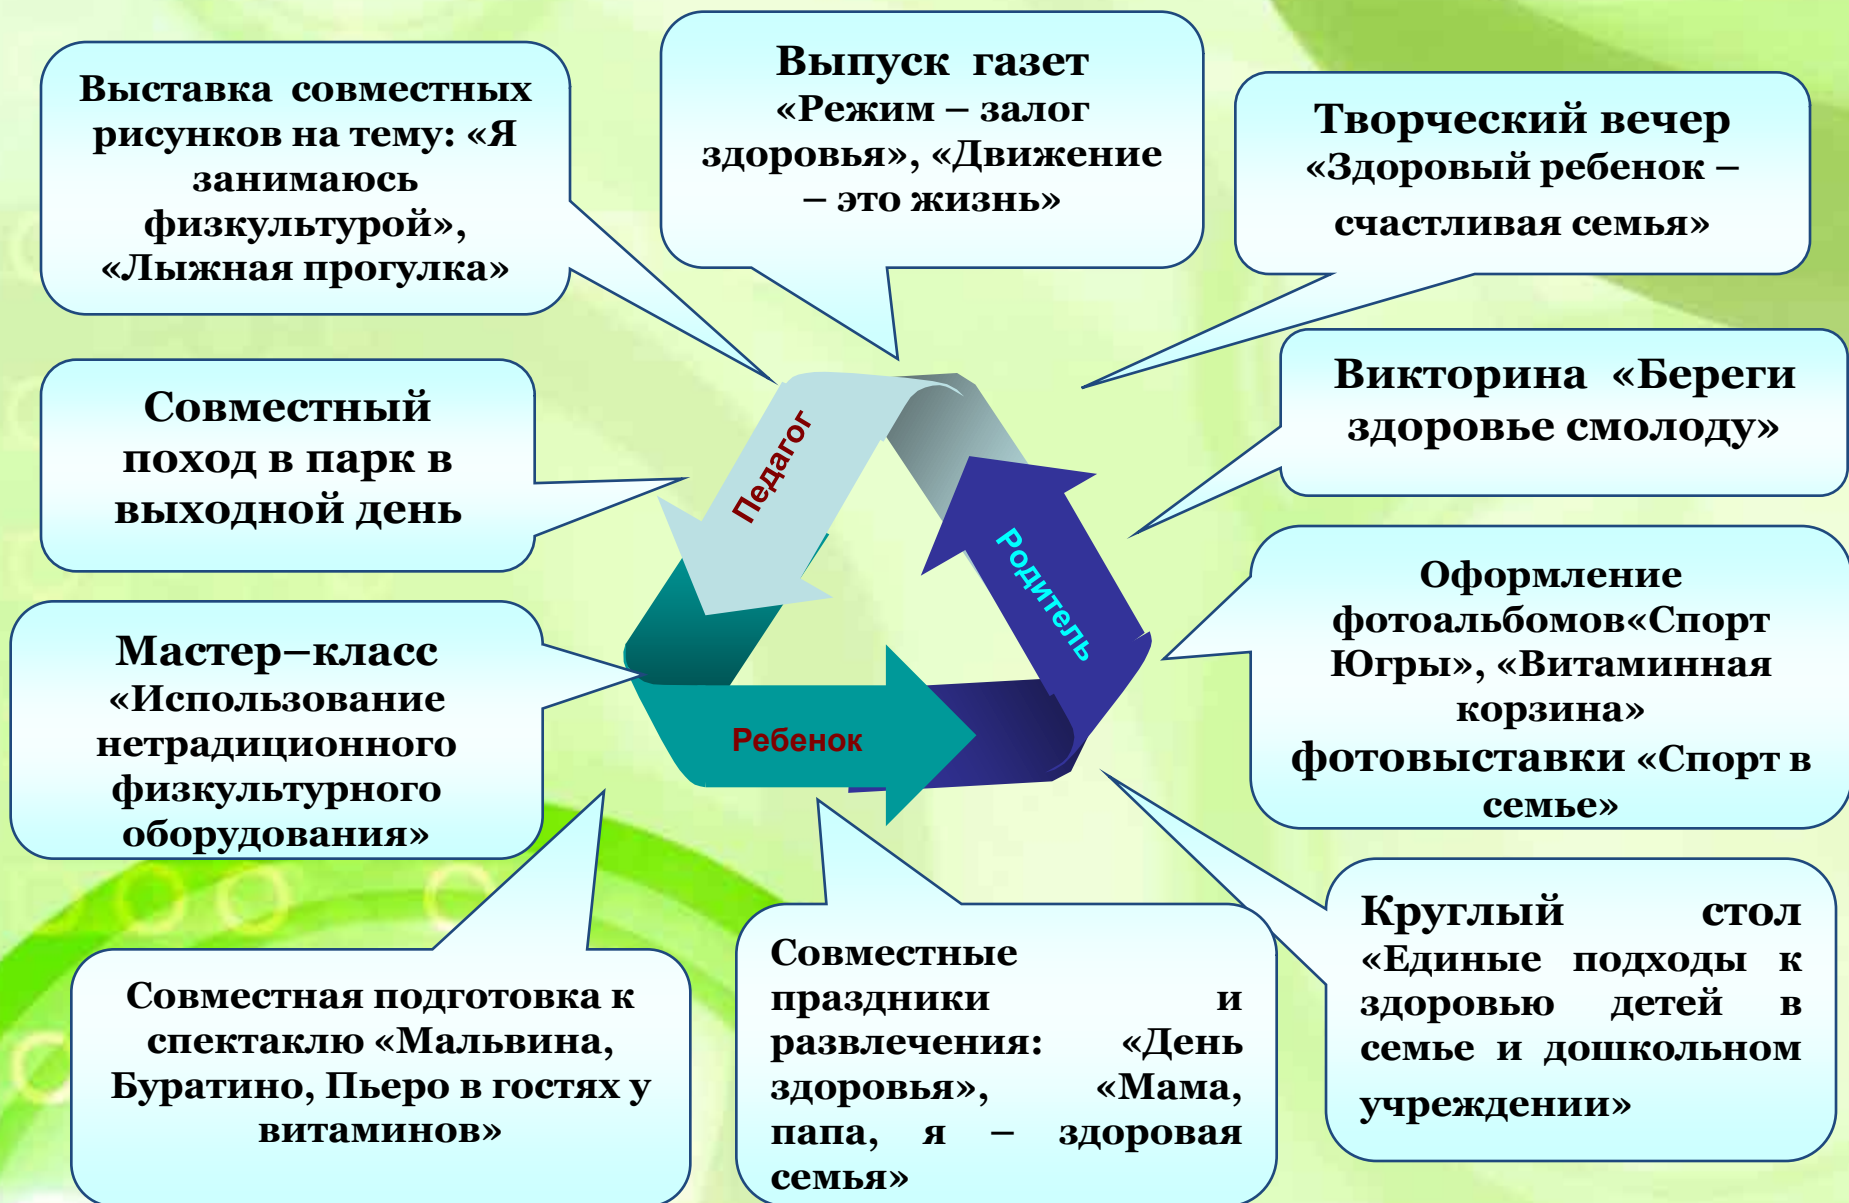 Выставка совместных
рисунков на тему: «Я
занимаюсь
физкультурой»,
«Лыжная прогулка»
Выпуск газет
«Режим – залог
здоровья», «Движение
– это жизнь»
Творческий вечер
«Здоровый ребенок –
счастливая семья»
Совместный
поход в парк в
выходной день
Викторина «Береги
здоровье смолоду»
Педагог
Родитель
Ребенок
Мастер–класс
«Использование
нетрадиционного
физкультурного
оборудования»
Оформление
фотоальбомов«Спорт
Югры», «Витаминная
корзина»
фотовыставки «Спорт в
семье»
Совместная подготовка к
спектаклю «Мальвина,
Буратино, Пьеро в гостях у
витаминов»
Совместные
праздники и
развлечения: «День
здоровья», «Мама,
папа, я – здоровая
семья»
Круглый стол
«Единые подходы к
здоровью детей в
семье и дошкольном
учреждении»